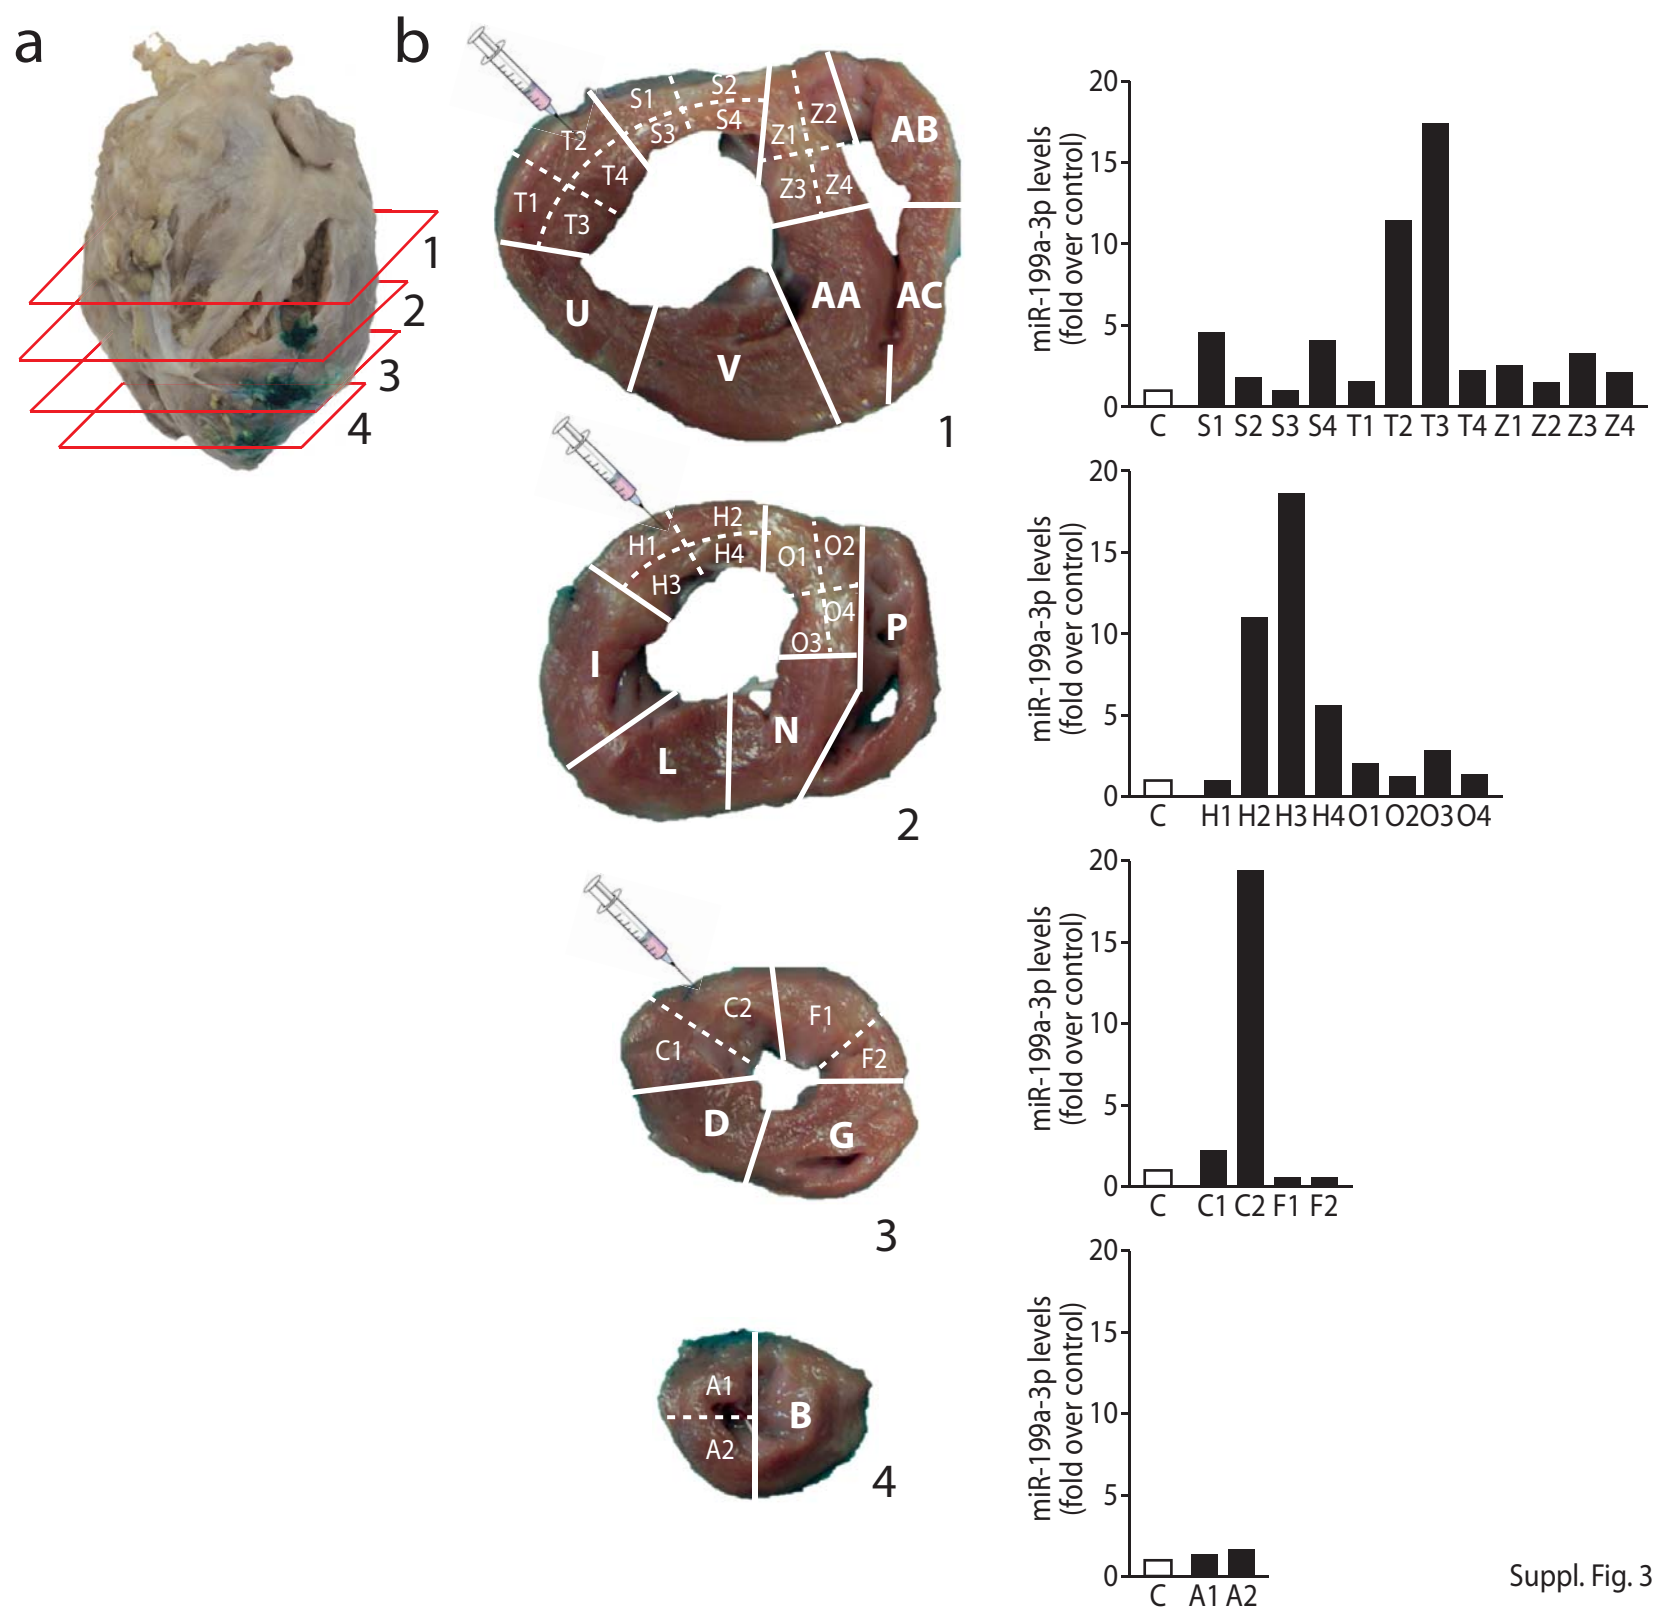 a
b
1
2
3
4
S1
S2
S3
S4
T2
T4
T1
T3
Z1
Z2
Z3
Z4
AB
U
V
AA
AC
1
miR-199a-3p levels
(fold over control)
20
15
10
5
0
C S1 S2 S3 S4 T1 T2 T3 T4 Z1 Z2 Z3 Z4
H1
H2
H3
H4
O1
O2
O3
O4
P
I
L
N
2
miR-199a-3p levels
(fold over control)
20
15
10
5
0
C H1 H2 H3 H4 O1 O2 O3 O4
C2
F1
C1
F2
D
G
3
miR-199a-3p levels
(fold over control)
20
15
10
5
0
C C1 C2 F1 F2
A1
B
A2
4
miR-199a-3p levels
(fold over control)
20
15
10
5
0
C A1 A2
Suppl. Fig. 3